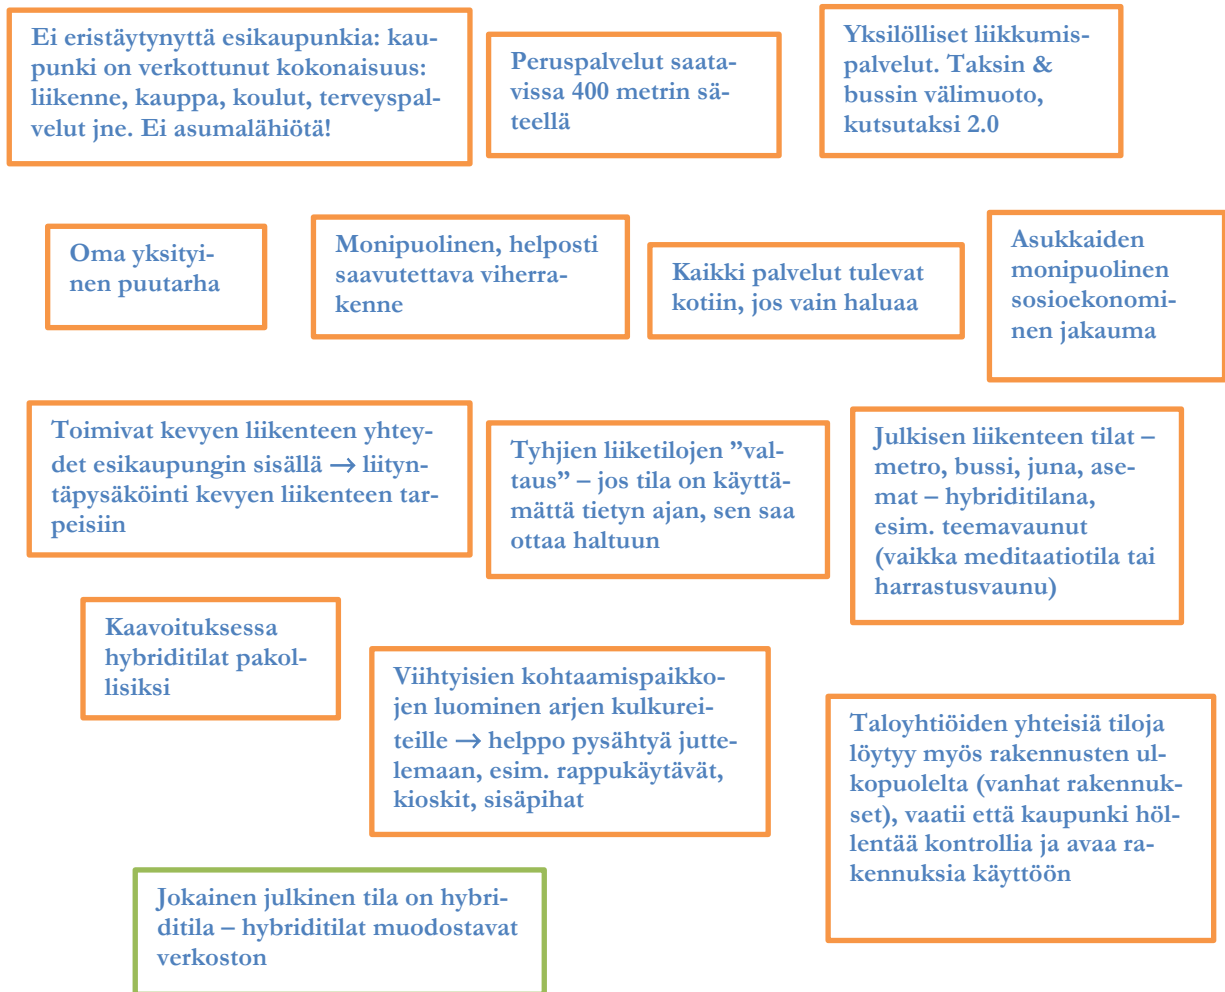 Ei eristäytynyttä esikaupunkia: kau-
punki on verkottunut kokonaisuus:
liikenne, kauppa, koulut, terveyspal-
velut jne. Ei asumalähiötä!
Peruspalvelut saata-
vissa 400 metrin sä-
teellä
Yksilölliset liikkumis-
palvelut. Taksin &
bussin välimuoto,
kutsutaksi 2.0
Oma yksityi-
nen puutarha
Monipuolinen, helposti
saavutettava viherra-
kenne
Kaikki palvelut tulevat
kotiin, jos vain haluaa
Asukkaiden
monipuolinen
sosioekonomi-
nen jakauma
Toimivat kevyen liikenteen yhtey-
det esikaupungin sisällä → liityn-
täpysäköinti kevyen liikenteen tar-
peisiin
Tyhjien liiketilojen ”val-
taus” – jos tila on käyttä-
mättä tietyn ajan, sen saa
ottaa haltuun
Julkisen liikenteen tilat –
metro, bussi, juna, ase-
mat – hybriditilana,
esim. teemavaunut
(vaikka meditaatiotila tai
harrastusvaunu)
Kaavoituksessa
hybriditilat pakol-
lisiksi
Viihtyisien kohtaamispaikko-
jen luominen arjen kulkurei-
teille → helppo pysähtyä jutte-
lemaan, esim. rappukäytävät,
kioskit, sisäpihat
Taloyhtiöiden yhteisiä tiloja
löytyy myös rakennusten ul-
kopuolelta (vanhat rakennuk-
set), vaatii että kaupunki höl-
lentää kontrollia ja avaa ra-
kennuksia käyttöön
Jokainen julkinen tila on hybri-
ditila – hybriditilat muodostavat
verkoston